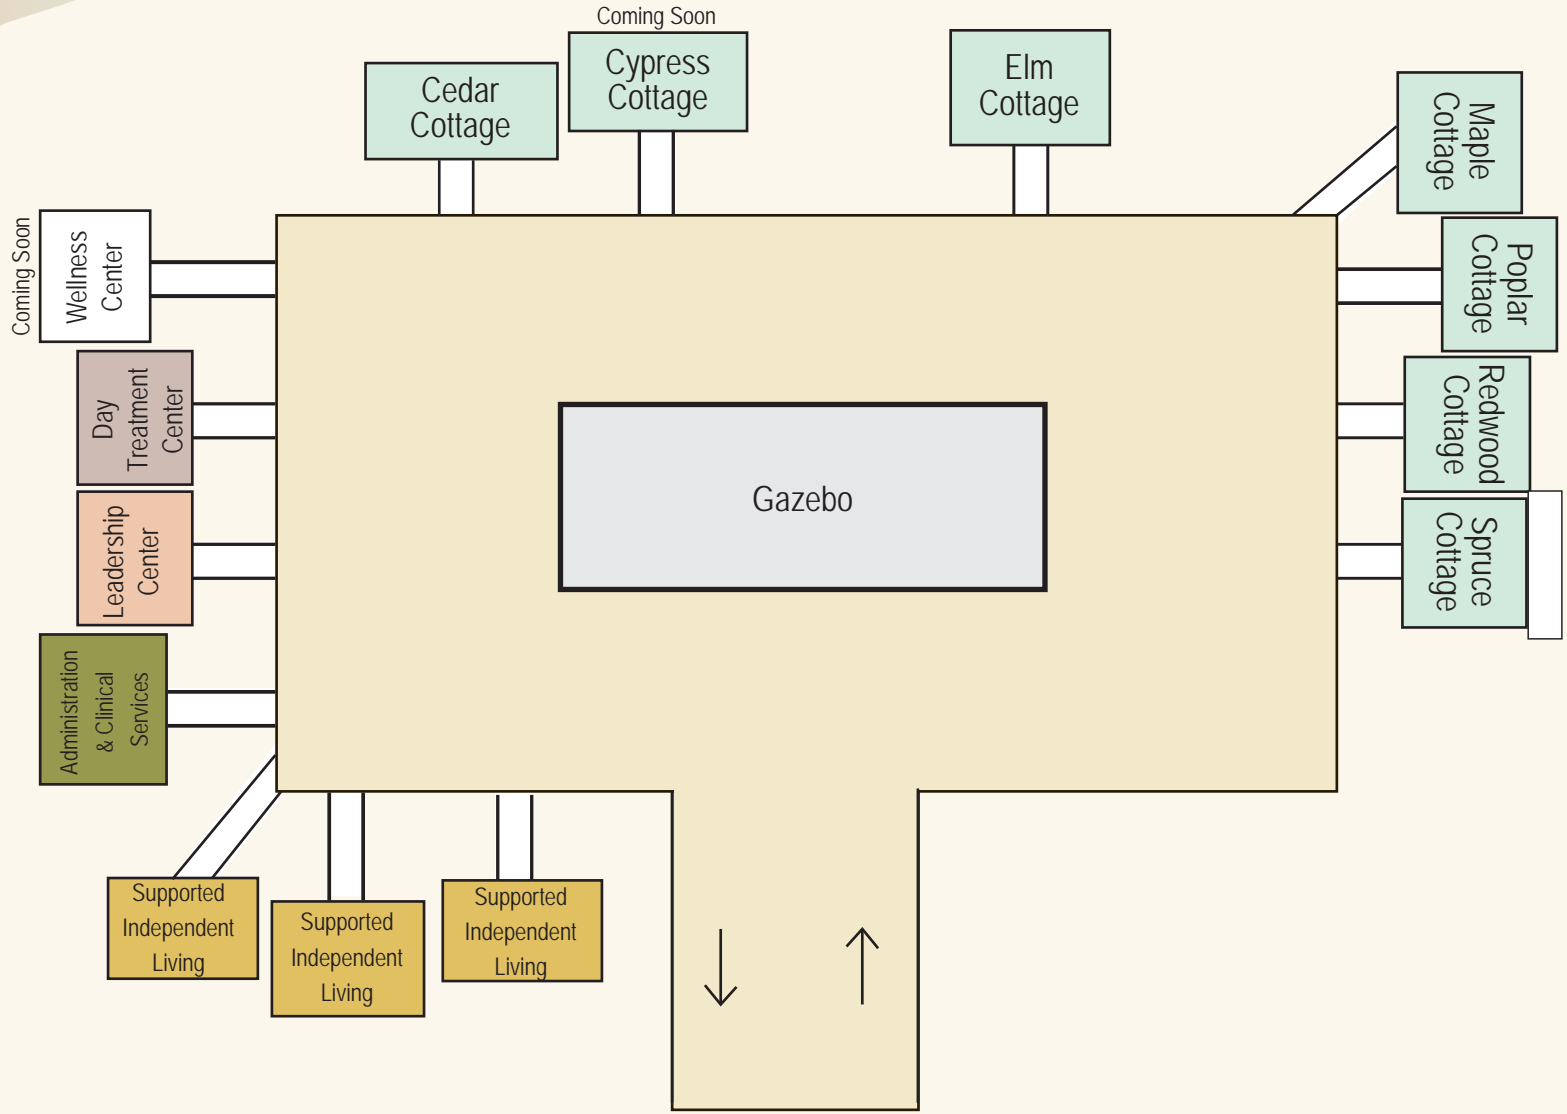 Coming Soon
Cedar
Cottage
Cypress
Cottage
Elm
Cottage
Maple
Cottage
Poplar
Cottage
Redwood
Cottage
Spruce
Cottage
Coming Soon
Wellness
Center
Day
Treatment
Center
Leadership
Center
Administration
& Clinical
Services
Gazebo
Supported
Independent
Living
Supported
Independent
Living
Supported
Independent
Living